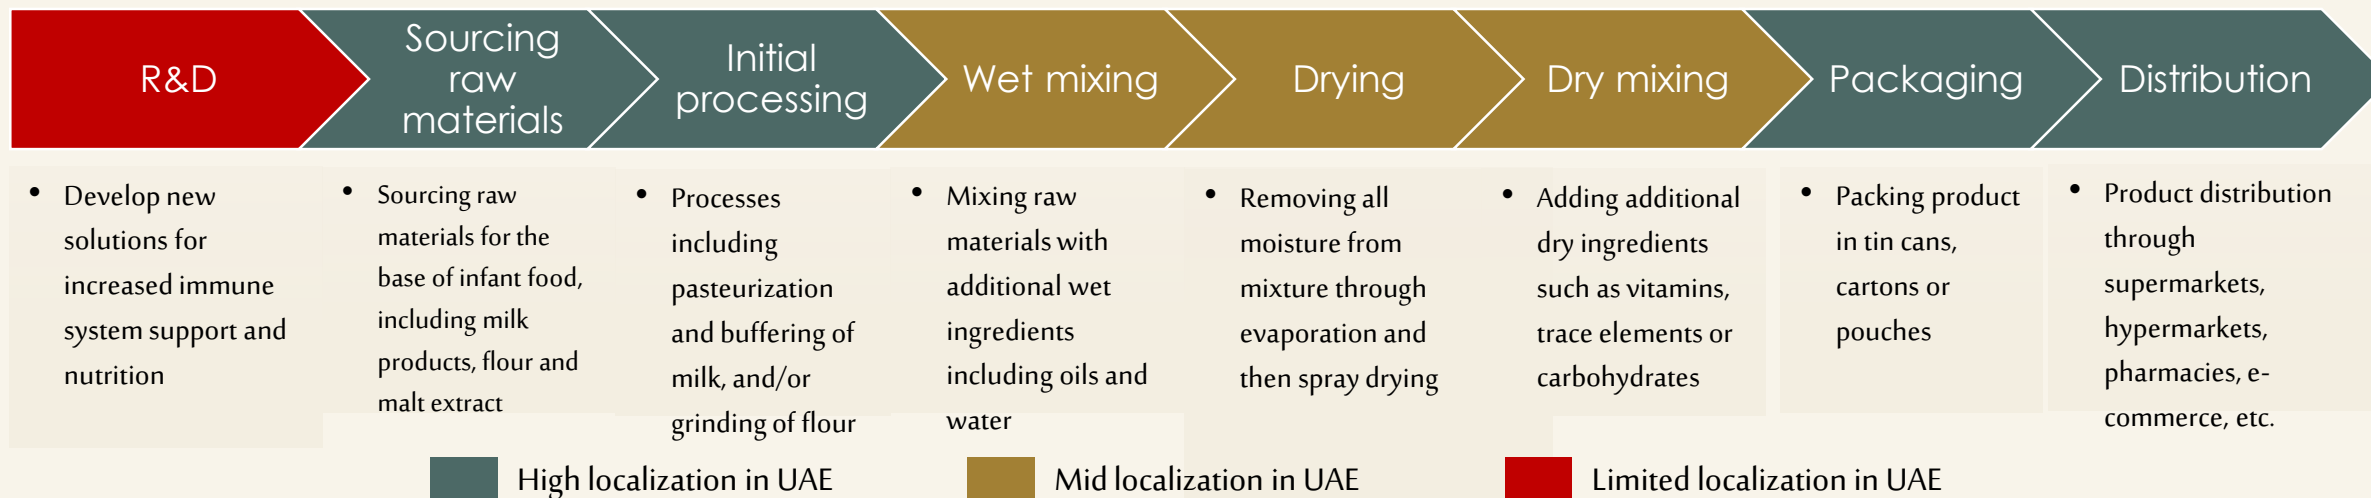 R&D
Sourcing
raw
materials
Initial
processing
Wet mixing
Drying
Dry mixing
Packaging
Distribution
• Develop new
solutions for
increased immune
system support and
nutrition
• Sourcing raw
materials for the
base of infant food,
including milk
products, flour and
malt extract
• Processes
including
pasteurization
and buffering of
milk, and/or
grinding of flour
• Mixing raw
materials with
additional wet
ingredients
including oils and
water
• Removing all
moisture from
mixture through
evaporation and
then spray drying
• Adding additional
dry ingredients
such as vitamins,
trace elements or
carbohydrates
• Packing product
in tin cans,
cartons or
pouches
• Product distribution
through
supermarkets,
hypermarkets,
pharmacies, e-
commerce, etc.
High localization in UAE
Mid localization in UAE
Limited localization in UAE